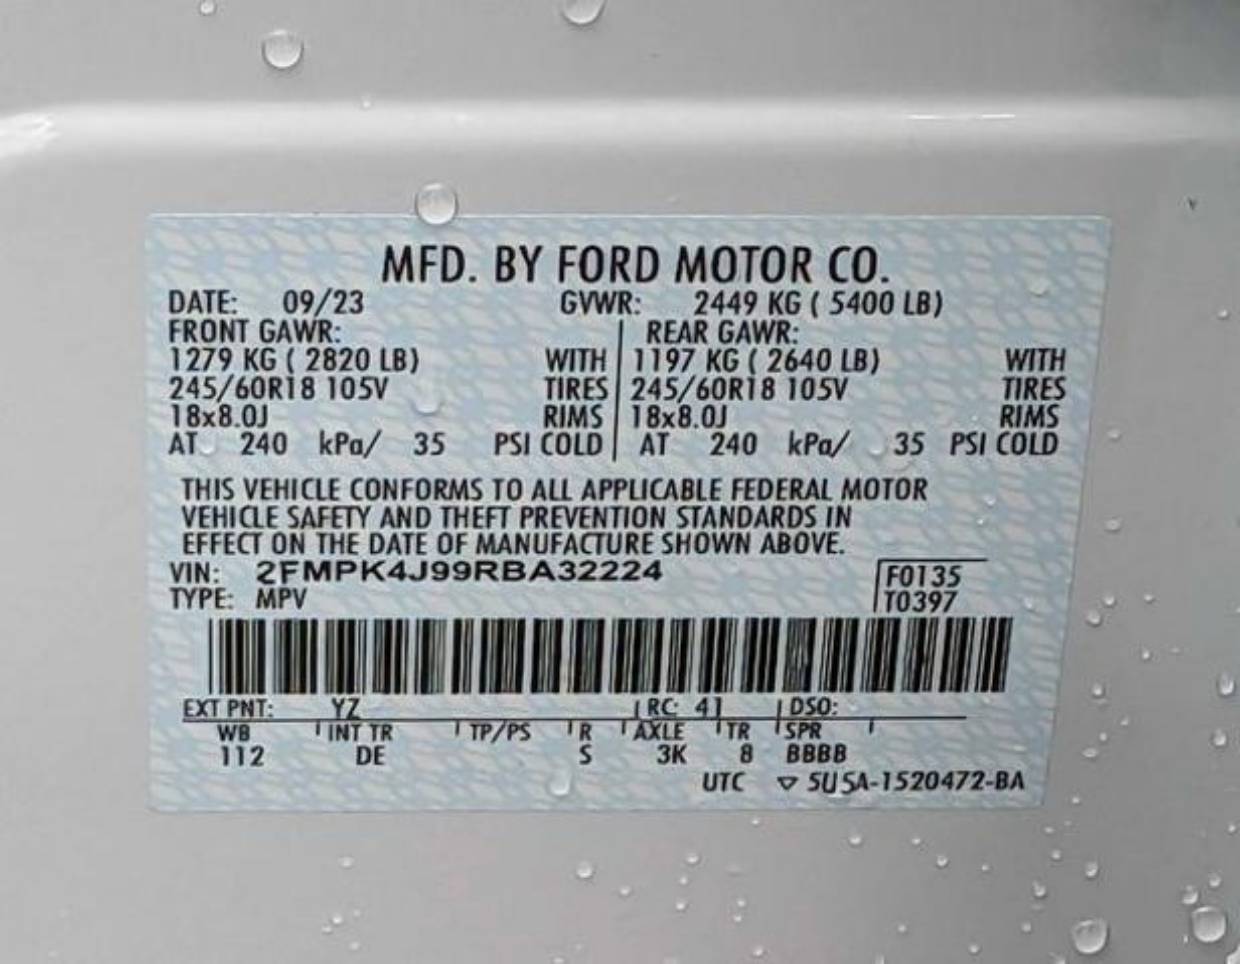 MFD. BY FORD MOTOR CO.
DATE: 09/23 GVWR: 2449 KG ( 5400 LB)
FRONT GAWR: REAR GAWR:
1279 KG ( 2820 LB) WITH 1197 KG ( 2640 LB) WITH
245/60R18 105V TIRES 245/60R18 105V TIRES
18x8.0J RIMS 18x8.0J RIMS
AT 240 kPa/ 35 PSI COLD AT 240 kPa/ 35 PSI COLD
THIS VEHICLE CONFORMS TO ALL APPLICABLE FEDERAL MOTOR
VEHICLE SAFETY AND THEFT PREVENTION STANDARDS IN
EFFECT ON THE DATE OF MANUFACTURE SHOWN ABOVE.
VIN: 2FMPK4J99RBA32224
F0135
TYPE: MPV
T0397
EXT PNT: YZ RC: 41 DSO:
WB INT TR TP/PS R AXLE TR SPR
112 DE S 3K 8 BBBB
UTC ▽ 5U5A-1520472-BA